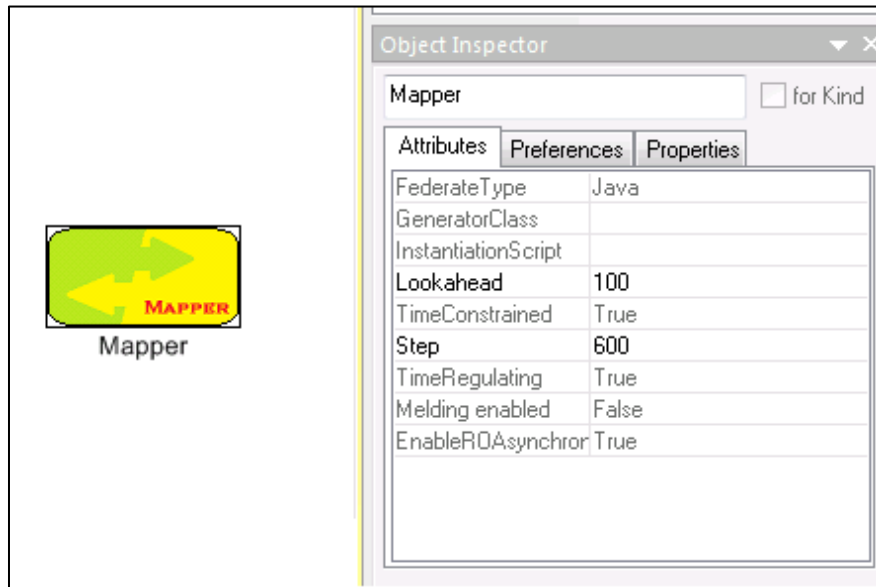 Object Inspector
Mapper
for Kind
Attributes Preferences Properties
FederateType Java
GeneratorClass
InstantiationScript
Lookahead 100
TimeConstrained True
Step 600
TimeRegulating True
Melding enabled False
EnableROAsynchror True
MAPPER
Mapper